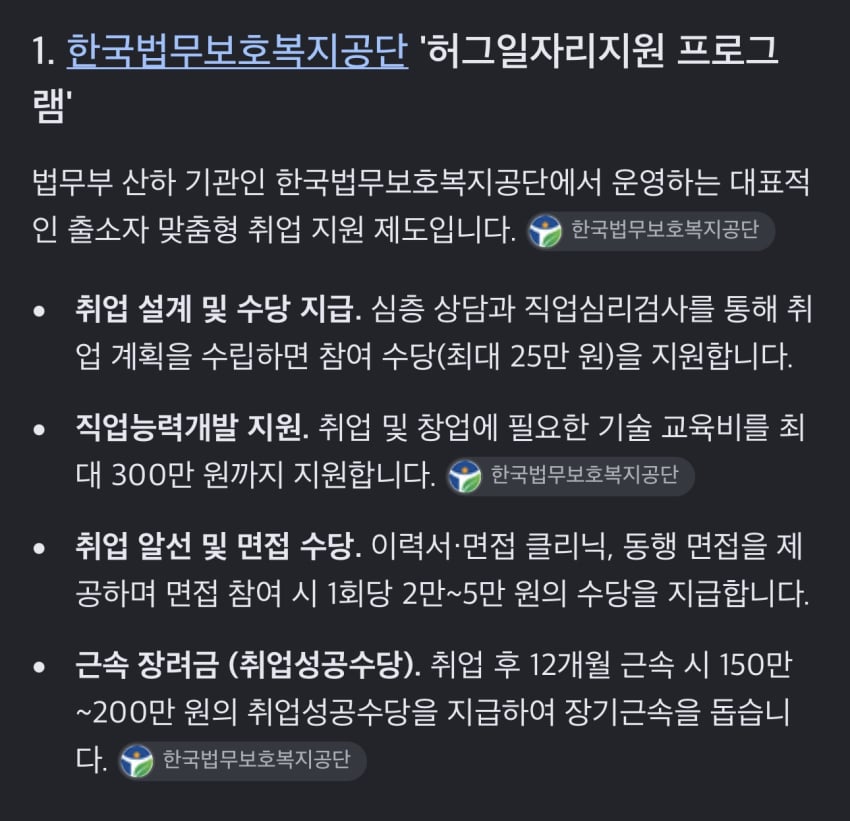 1. 한국법무보호복지공단 '허그일자리지원 프로그
램'
법무부 산하 기관인 한국법무보호복지공단에서 운영하는 대표적
인 출소자 맞춤형 취업 지원 제도입니다. 한국법무보호복지공단
• 취업 설계 및 수당 지급. 심층 상담과 직업심리검사를 통해 취
업 계획을 수립하면 참여 수당(최대 25만 원)을 지원합니다.
• 직업능력개발 지원. 취업 및 창업에 필요한 기술 교육비를 최
대 300만 원까지 지원합니다. 한국법무보호복지공단
• 취업 알선 및 면접 수당. 이력서·면접 클리닉, 동행 면접을 제
공하며 면접 참여 시 1회당 2만~5만 원의 수당을 지급합니다.
• 근속 장려금 (취업성공수당). 취업 후 12개월 근속 시 150만
~200만 원의 취업성공수당을 지급하여 장기근속을 돕습니
다. 한국법무보호복지공단